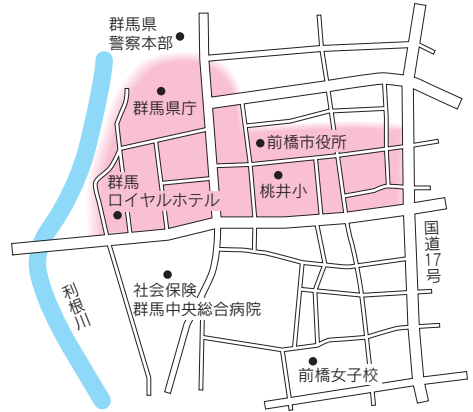 群馬県
警察本部
群馬県庁
前橋市役所
群馬
ロイヤルホテル
桃井小
国道17号
社会保険
群馬中央総合病院
利根川
前橋女子校